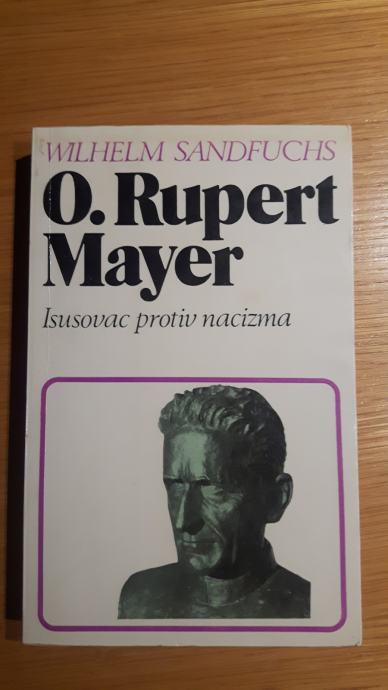 WILHELM SANDFUCHS
O. Rupert
Mayer
Isusovac protiv nacizma